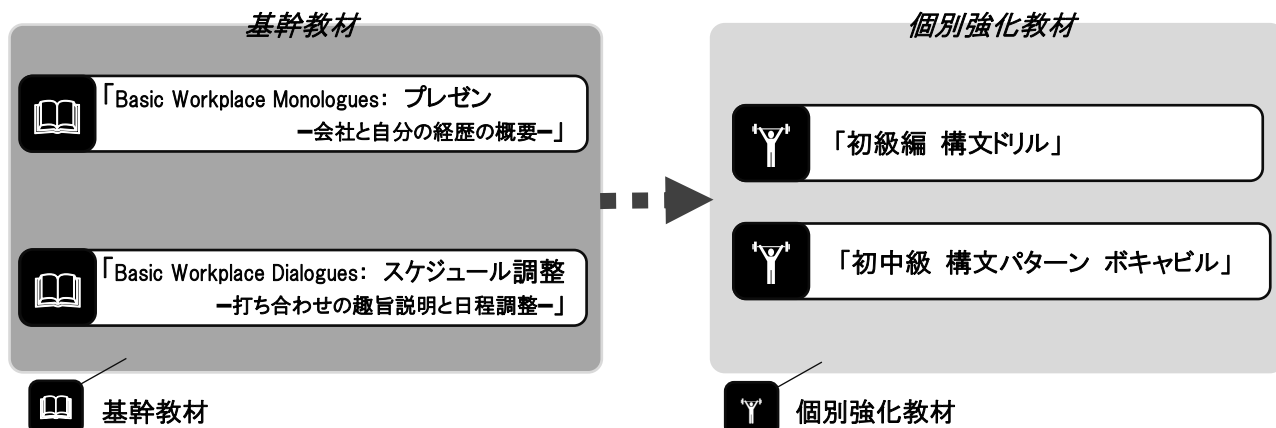 基幹教材
「Basic Workplace Monologues: プレゼン
ー会社と自分の経歴の概要ー」
「Basic Workplace Dialogues: スケジュール調整
ー打ち合わせの趣旨説明と日程調整ー」
基幹教材
個別強化教材
「初級編 構文ドリル」
「初中級 構文パターン ボキャビル」
個別強化教材